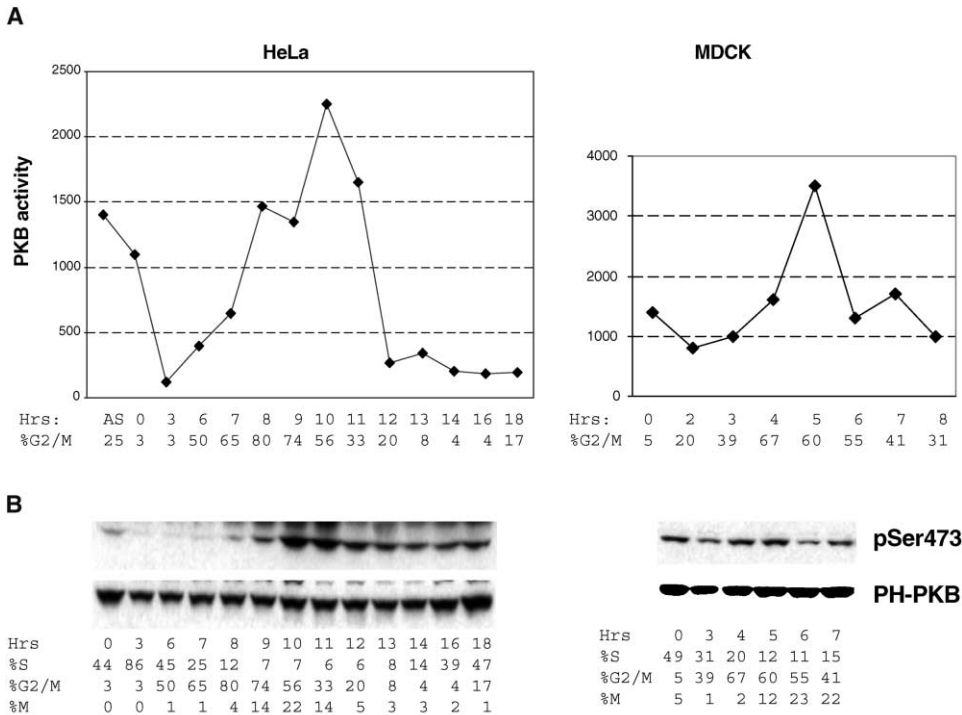 A
HeLa
MDCK
PKB activity
2500
2000
1500
1000
500
0
4000
3000
2000
1000
0
Hrs: AS 0 3 6 7 8 9 10 11 12 13 14 16 18
%G2/M 25 3 3 50 65 80 74 56 33 20 8 4 4 17
Hrs: 0 2 3 4 5 6 7 8
%G2/M 5 20 39 67 60 55 41 31
B
pSer473
PH-PKB
Hrs 0 3 6 7 8 9 10 11 12 13 14 16 18
%S 44 86 45 25 12 7 7 6 6 8 14 39 47
%G2/M 3 3 50 65 80 74 56 33 20 8 4 4 17
%M 0 0 1 1 4 14 22 14 5 3 3 2 1
Hrs 0 3 4 5 6 7
%S 49 31 20 12 11 15
%G2/M 5 39 67 60 55 41
%M 5 1 2 12 23 22